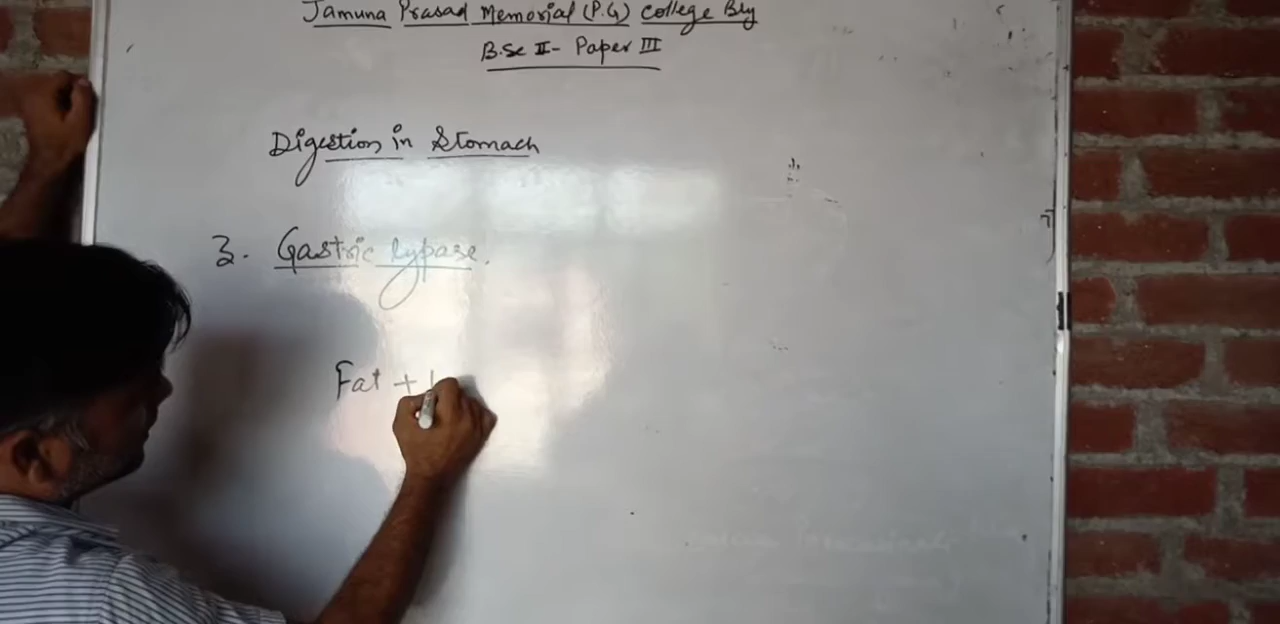 Jamuna Prasad Memorial (P.G) College Bly
B.Sc II - Paper III
Digestion in Stomach
3. Gastric lypase.
Fat +